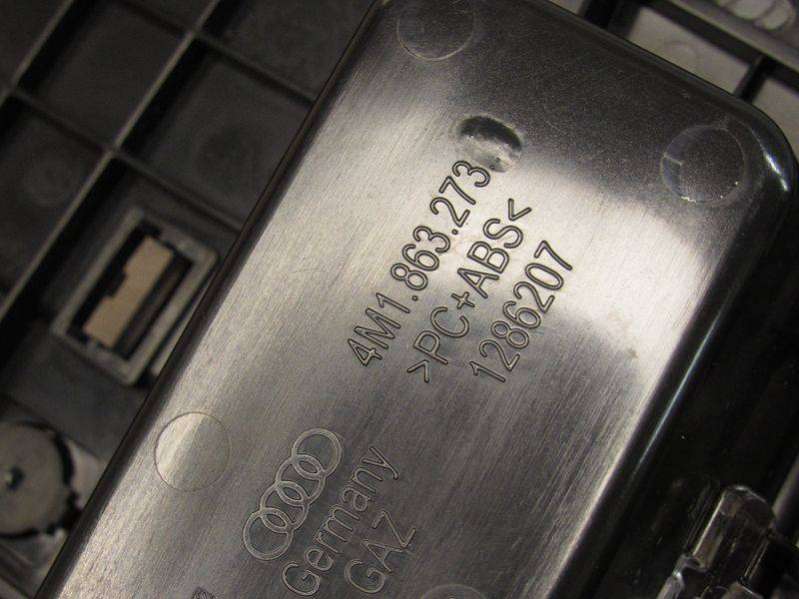 4M1.863.273
>PC+ABS<
1286207
Germany
GAZ